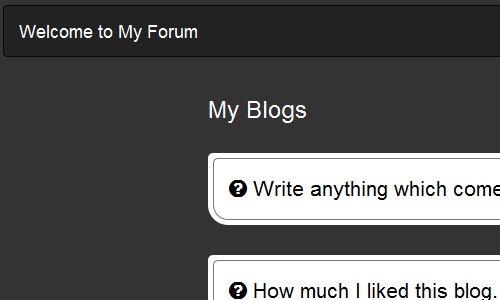 Welcome to My Forum
My Blogs
Write anything which come
How much I liked this blog.